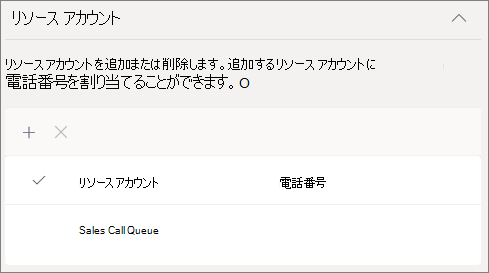 リソース アカウント
リソースアカウントを追加または削除します。追加するリソース アカウントに
電話番号を割り当てることができます。O
リソースアカウント 電話番号
Sales Call Queue